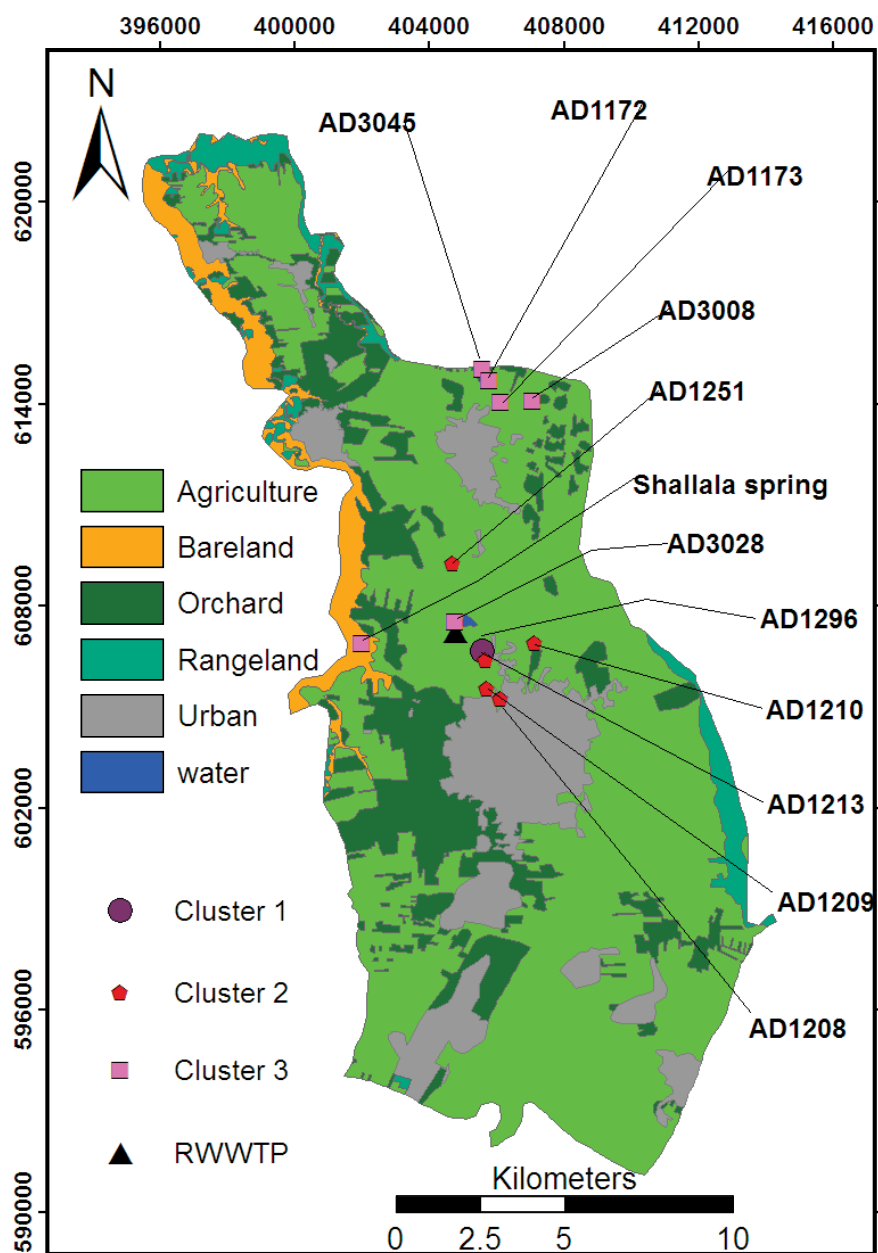 396000 400000 404000 408000 412000 416000
N
AD3045
AD1172
AD1173
620000
AD3008
AD1251
614000
Shallala spring
Agriculture
AD3028
Bareland
608000
Orchard
AD1296
Rangeland
Urban
AD1210
water
602000
AD1213
Cluster 1
AD1209
Cluster 2
596000
AD1208
Cluster 3
RWWTP
Kilometers
590000
0 2.5 5 10